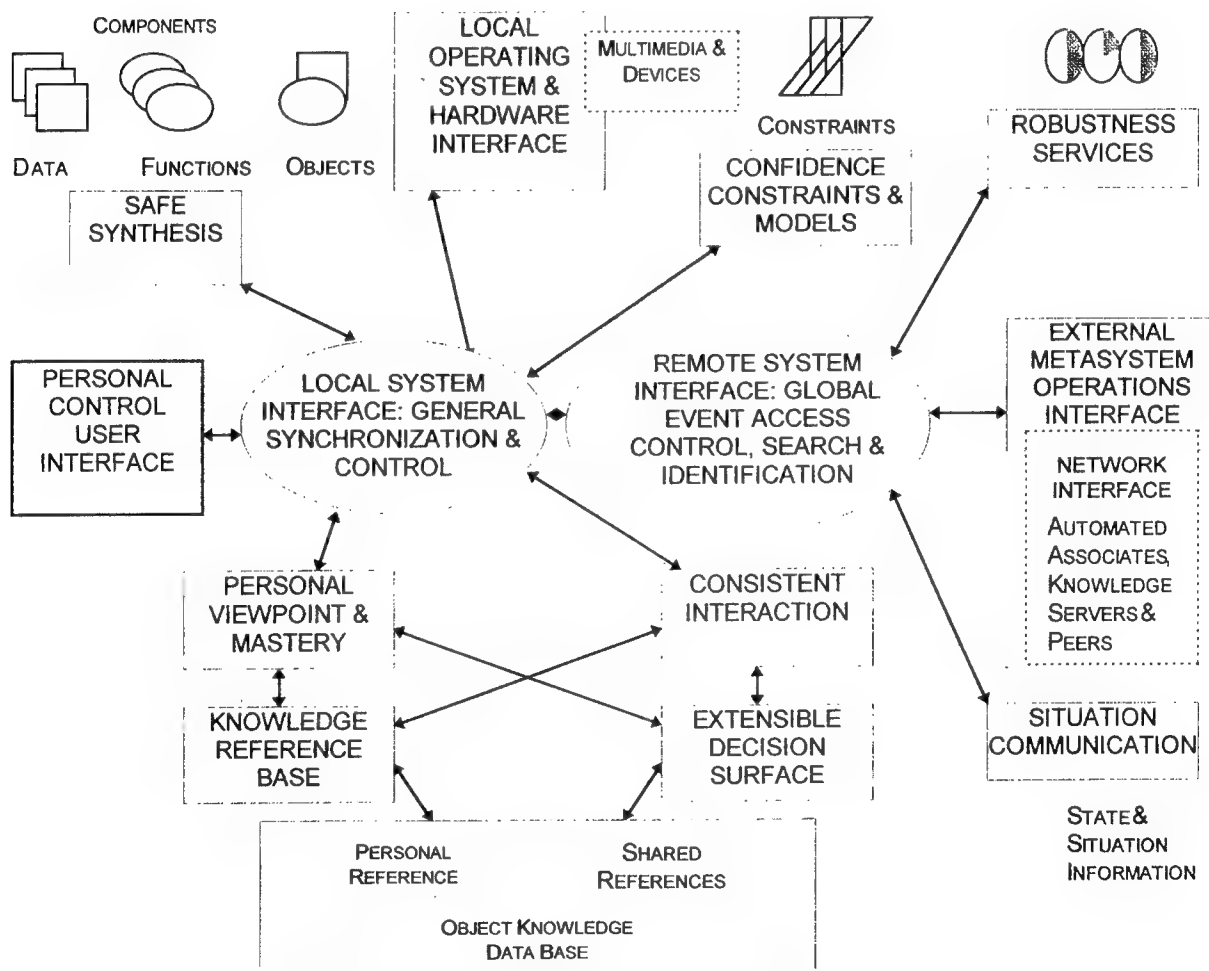 COMPONENTS
DATA
FUNCTIONS
OBJECTS
LOCAL
OPERATING
SYSTEM &
HARDWARE
INTERFACE
MULTIMEDIA &
DEVICES
CONSTRAINTS
CONFIDENCE
CONSTRAINTS &
MODELS
ROBUSTNESS
SERVICES
SAFE
SYNTHESIS
PERSONAL
CONTROL
USER
INTERFACE
LOCAL SYSTEM
INTERFACE: GENERAL
SYNCHRONIZATION &
CONTROL
REMOTE SYSTEM
INTERFACE: GLOBAL
EVENT ACCESS
CONTROL, SEARCH &
IDENTIFICATION
EXTERNAL
METASYSTEM
OPERATIONS
INTERFACE
NETWORK
INTERFACE
AUTOMATED
ASSOCIATES,
KNOWLEDGE
SERVERS &
PEERS
PERSONAL
VIEWPOINT &
MASTERY
CONSISTENT
INTERACTION
KNOWLEDGE
REFERENCE
BASE
EXTENSIBLE
DECISION
SURFACE
SITUATION
COMMUNICATION
STATE &
SITUATION
INFORMATION
PERSONAL
REFERENCE
SHARED
REFERENCES
OBJECT KNOWLEDGE
DATA BASE